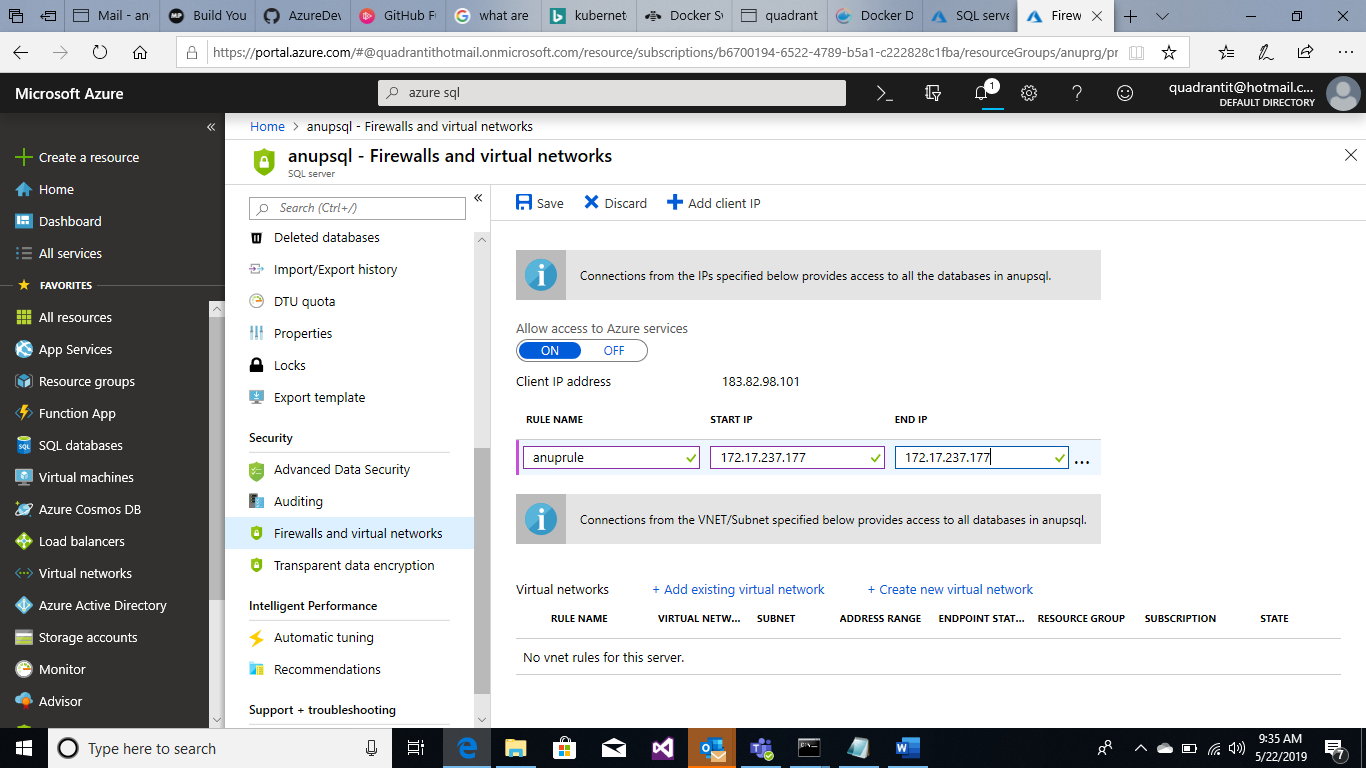 Mail - an
Build You
AzureDev
GitHub F
what are
kubernet
Docker Sv
quadrant
Docker D
SQL serve
Firew
https://portal.azure.com/#@quadrantithotmail.onmicrosoft.com/resource/subscriptions/b6700194-6522-4789-b5a1-c222828c1fba/resourceGroups/anuprg/pr
Microsoft Azure
azure sql
1
quadrantit@hotmail.c...
DEFAULT DIRECTORY
Create a resource
Home
Dashboard
All services
FAVORITES
All resources
App Services
Resource groups
Function App
SQL databases
Virtual machines
Azure Cosmos DB
Load balancers
Virtual networks
Azure Active Directory
Storage accounts
Monitor
Advisor
Home > anupsql - Firewalls and virtual networks
anupsql - Firewalls and virtual networks
SQL server
Search (Ctrl+/)
Deleted databases
Import/Export history
DTU quota
Properties
Locks
Export template
Security
Advanced Data Security
Auditing
Firewalls and virtual networks
Transparent data encryption
Intelligent Performance
Automatic tuning
Recommendations
Support + troubleshooting
Save Discard Add client IP
Connections from the IPs specified below provides access to all the databases in anupsql.
Allow access to Azure services
ON OFF
Client IP address 183.82.98.101
RULE NAME START IP END IP
anuprule 172.17.237.177 172.17.237.177 ...
Connections from the VNET/Subnet specified below provides access to all databases in anupsql.
Virtual networks + Add existing virtual network + Create new virtual network
RULE NAME VIRTUAL NETW... SUBNET ADDRESS RANGE ENDPOINT STAT... RESOURCE GROUP SUBSCRIPTION STATE
No vnet rules for this server.
Type here to search
9:35 AM
5/22/2019
7